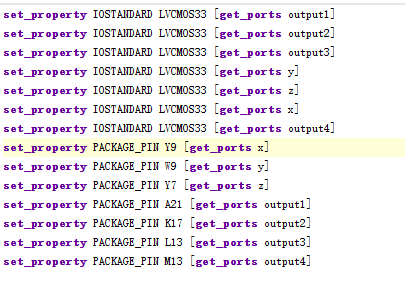 set_property IOSTANDARD LVCMOS33 [get_ports output1]
set_property IOSTANDARD LVCMOS33 [get_ports output2]
set_property IOSTANDARD LVCMOS33 [get_ports output3]
set_property IOSTANDARD LVCMOS33 [get_ports y]
set_property IOSTANDARD LVCMOS33 [get_ports z]
set_property IOSTANDARD LVCMOS33 [get_ports x]
set_property IOSTANDARD LVCMOS33 [get_ports output4]
set_property PACKAGE_PIN Y9 [get_ports x]
set_property PACKAGE_PIN W9 [get_ports y]
set_property PACKAGE_PIN Y7 [get_ports z]
set_property PACKAGE_PIN A21 [get_ports output1]
set_property PACKAGE_PIN K17 [get_ports output2]
set_property PACKAGE_PIN L13 [get_ports output3]
set_property PACKAGE_PIN M13 [get_ports output4]